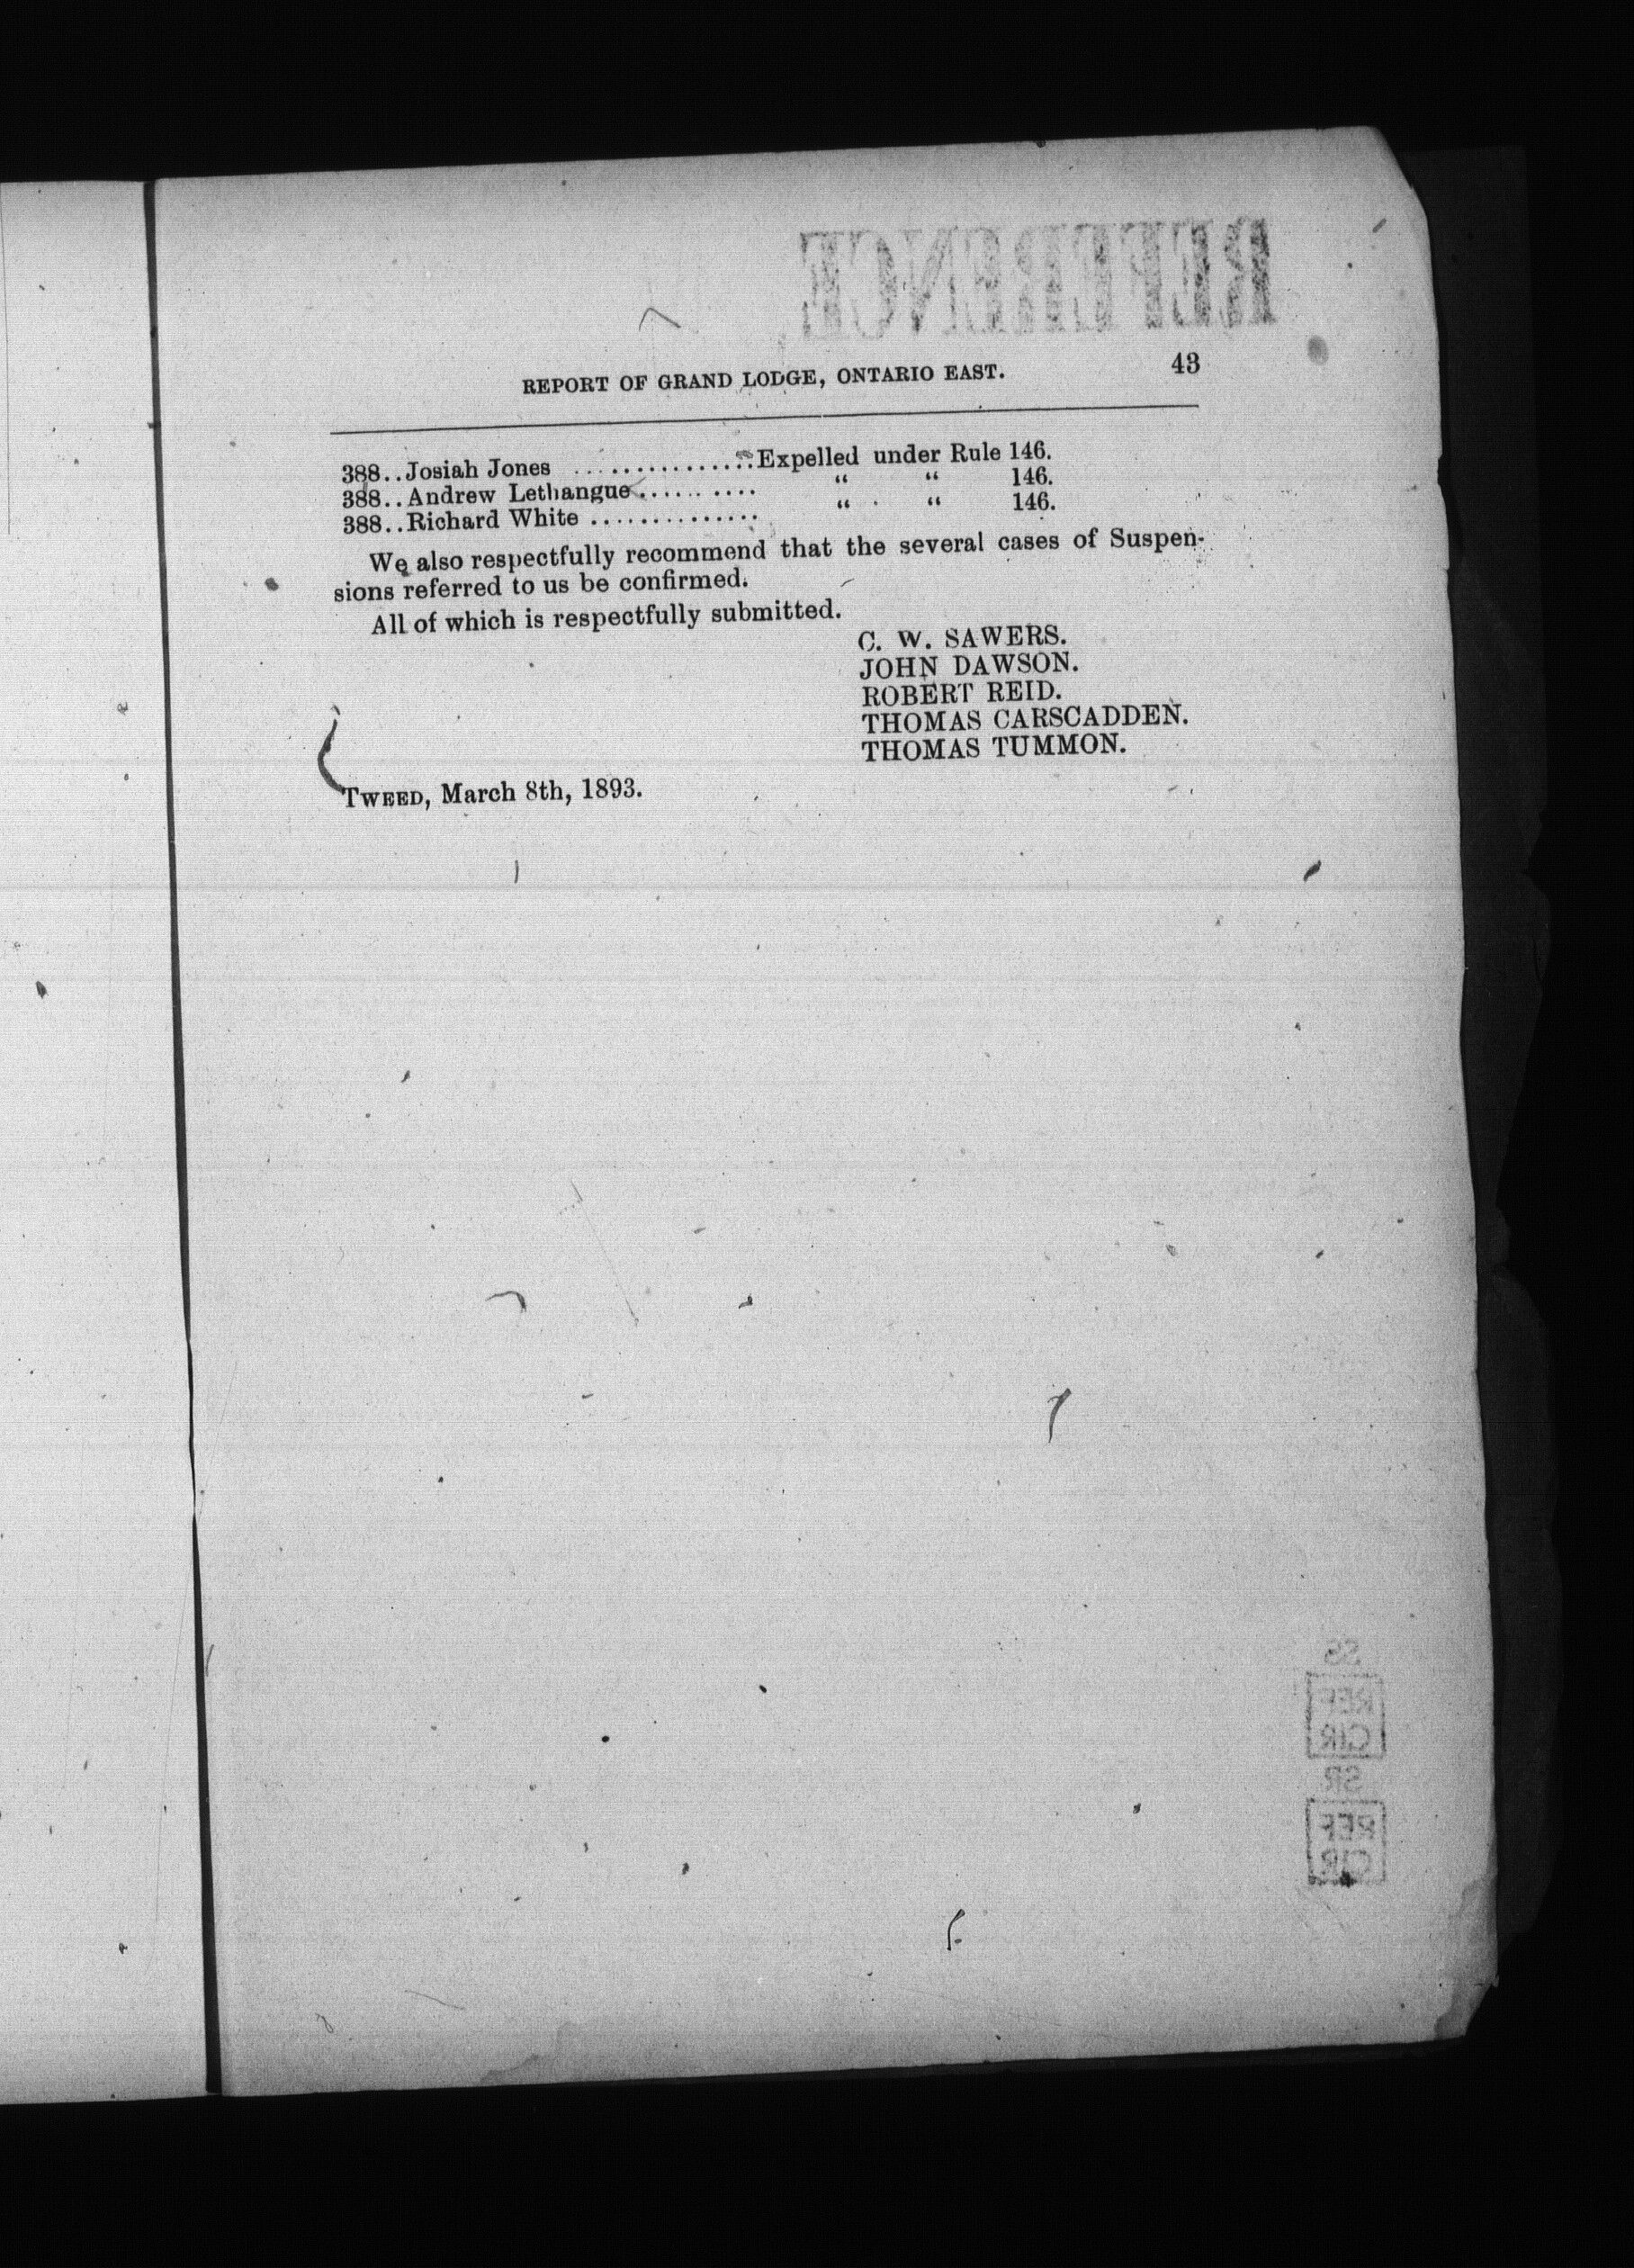 REFERENCE
REPORT OF GRAND LODGE, ONTARIO EAST. 43
388..Josiah Jones ..............Expelled under Rule 146.
388..Andrew Lethangue.......... “ “ 146.
388..Richard White .............. “ “ 146.
We also respectfully recommend that the several cases of Suspen-
sions referred to us be confirmed.
All of which is respectfully submitted.
C. W. SAWERS.
JOHN DAWSON.
ROBERT REID.
THOMAS CARSCADDEN.
THOMAS TUMMON.
TWEED, March 8th, 1893.
SS
REF
CIR
SR
REF
CIR